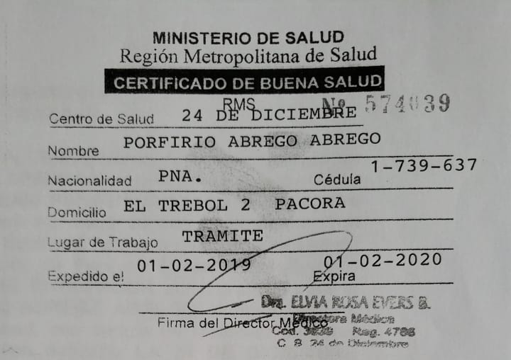 MINISTERIO DE SALUD
Región Metropolitana de Salud
CERTIFICADO DE BUENA SALUD
RMS Nº 574039
Centro de Salud 24 DE DICIEMBRE
Nombre PORFIRIO ABREGO ABREGO
Nacionalidad PNA. Cédula 1-739-637
Domicilio EL TREBOL 2 PACORA
Lugar de Trabajo TRAMITE
Expedido el 01-02-2019 Expira 01-02-2020
Dra. ELVIA ROSA EVERS B.
Firma del Director Médico
Directora Médica
Cod. Reg. 4786
C. S. 24 de Diciembre